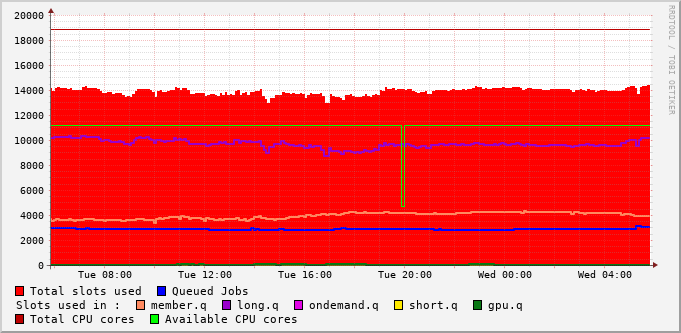 20000
18000
16000
14000
12000
10000
8000
6000
4000
2000
0
Tue 08:00 Tue 12:00 Tue 16:00 Tue 20:00 Wed 00:00 Wed 04:00
Total slots used Queued Jobs
Slots used in : member.q long.q ondemand.q short.q gpu.q
Total CPU cores Available CPU cores
RRDTOOL / TOBI OETIKER